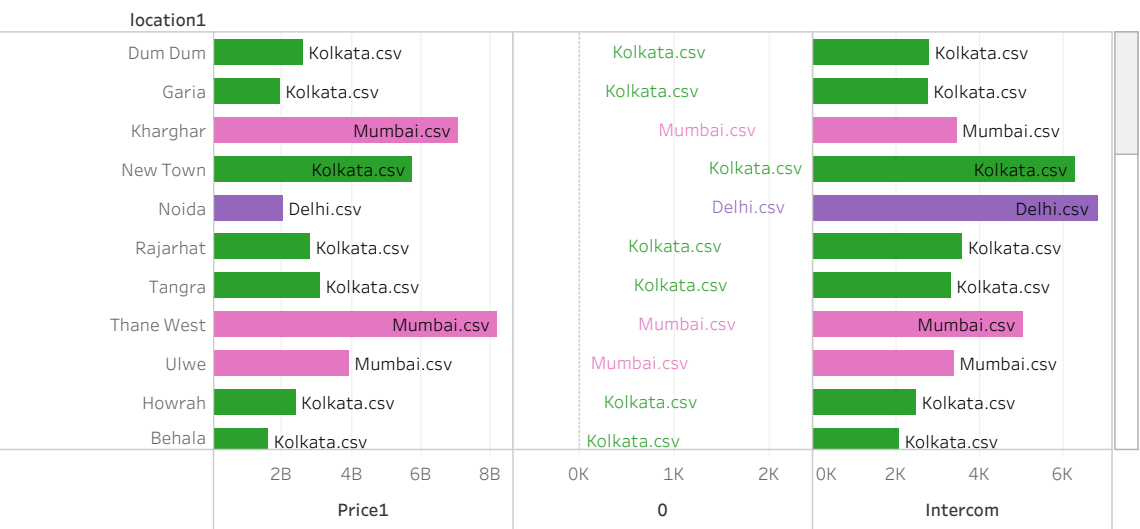 location1
Dum Dum Kolkata.csv Kolkata.csv Kolkata.csv
Garia Kolkata.csv Kolkata.csv Kolkata.csv
Kharghar Mumbai.csv Mumbai.csv Mumbai.csv
New Town Kolkata.csv Kolkata.csv Kolkata.csv
Noida Delhi.csv Delhi.csv Delhi.csv
Rajarhat Kolkata.csv Kolkata.csv Kolkata.csv
Tangra Kolkata.csv Kolkata.csv Kolkata.csv
Thane West Mumbai.csv Mumbai.csv Mumbai.csv
Ulwe Mumbai.csv Mumbai.csv Mumbai.csv
Howrah Kolkata.csv Kolkata.csv Kolkata.csv
Behala Kolkata.csv Kolkata.csv Kolkata.csv
2B 4B 6B 8B 0K 1K 2K 0K 2K 4K 6K
Price1 0 Intercom